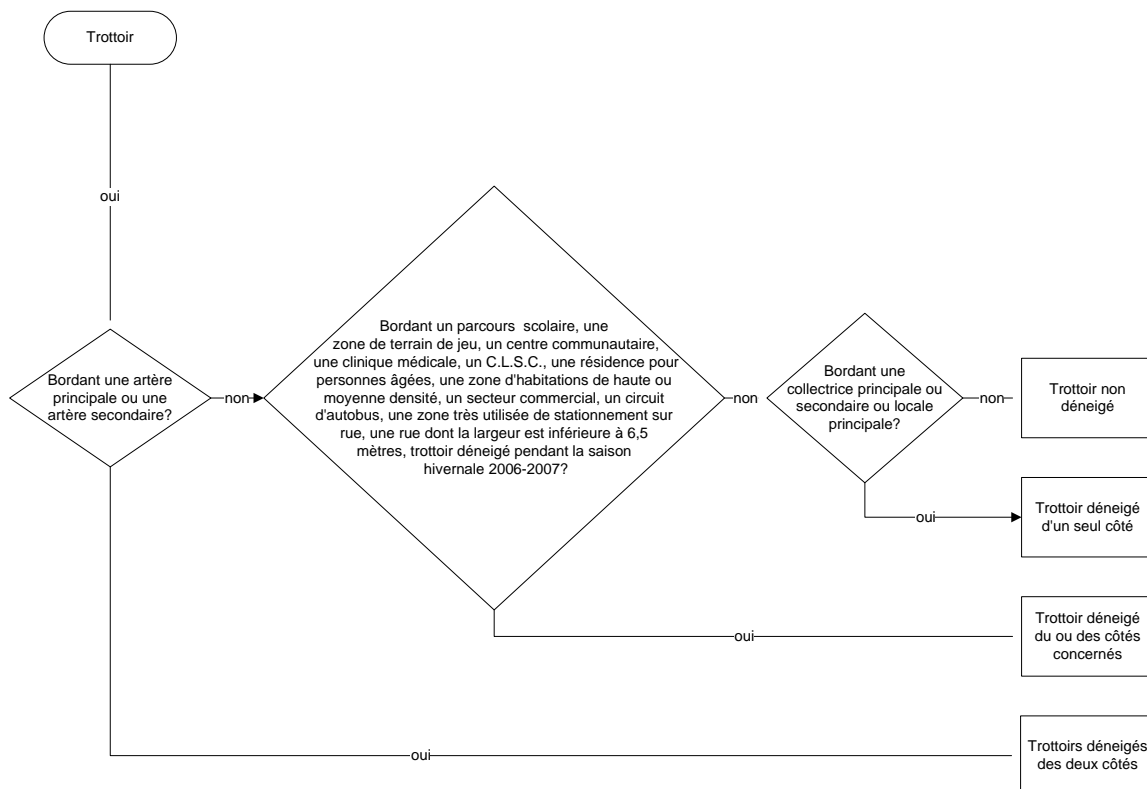 Trottoir
oui
Bordant une artère
principale ou une
artère secondaire?
non
Bordant un parcours scolaire, une
zone de terrain de jeu, un centre communautaire,
une clinique médicale, un C.L.S.C., une résidence pour
personnes âgées, une zone d'habitations de haute ou
moyenne densité, un secteur commercial, un circuit
d'autobus, une zone très utilisée de stationnement sur
rue, une rue dont la largeur est inférieure à 6,5
mètres, trottoir déneigé pendant la saison
hivernale 2006-2007?
non
Bordant une
collectrice principale ou
secondaire ou locale
principale?
non
Trottoir non
déneigé
oui
Trottoir déneigé
d'un seul côté
oui
Trottoir déneigé
du ou des côtés
concernés
oui
Trottoirs déneigés
des deux côtés